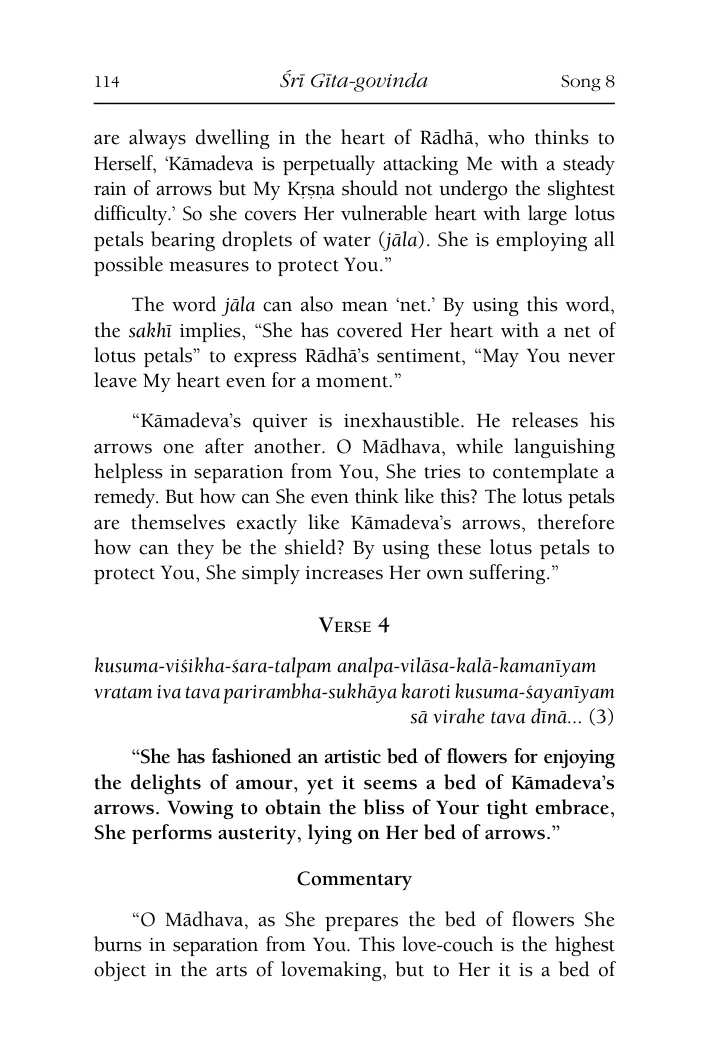 114 Śrī Gīta-govinda Song 8
are always dwelling in the heart of Rādhā, who thinks to
Herself, ‘Kāmadeva is perpetually attacking Me with a steady
rain of arrows but My Kṛṣṇa should not undergo the slightest
difficulty.’ So she covers Her vulnerable heart with large lotus
petals bearing droplets of water (jāla). She is employing all
possible measures to protect You.”
The word jāla can also mean ‘net.’ By using this word,
the sakhī implies, “She has covered Her heart with a net of
lotus petals” to express Rādhā’s sentiment, “May You never
leave My heart even for a moment.”
“Kāmadeva’s quiver is inexhaustible. He releases his
arrows one after another. O Mādhava, while languishing
helpless in separation from You, She tries to contemplate a
remedy. But how can She even think like this? The lotus petals
are themselves exactly like Kāmadeva’s arrows, therefore
how can they be the shield? By using these lotus petals to
protect You, She simply increases Her own suffering.”
Verse 4
kusuma-viśikha-śara-talpam analpa-vilāsa-kalā-kamanīyam
vratam iva tava parirambha-sukhāya karoti kusuma-śayanīyam
sā virahe tava dīnā... (3)
“She has fashioned an artistic bed of flowers for enjoying
the delights of amour, yet it seems a bed of Kāmadeva’s
arrows. Vowing to obtain the bliss of Your tight embrace,
She performs austerity, lying on Her bed of arrows.”
Commentary
“O Mādhava, as She prepares the bed of flowers She
burns in separation from You. This love-couch is the highest
object in the arts of lovemaking, but to Her it is a bed of